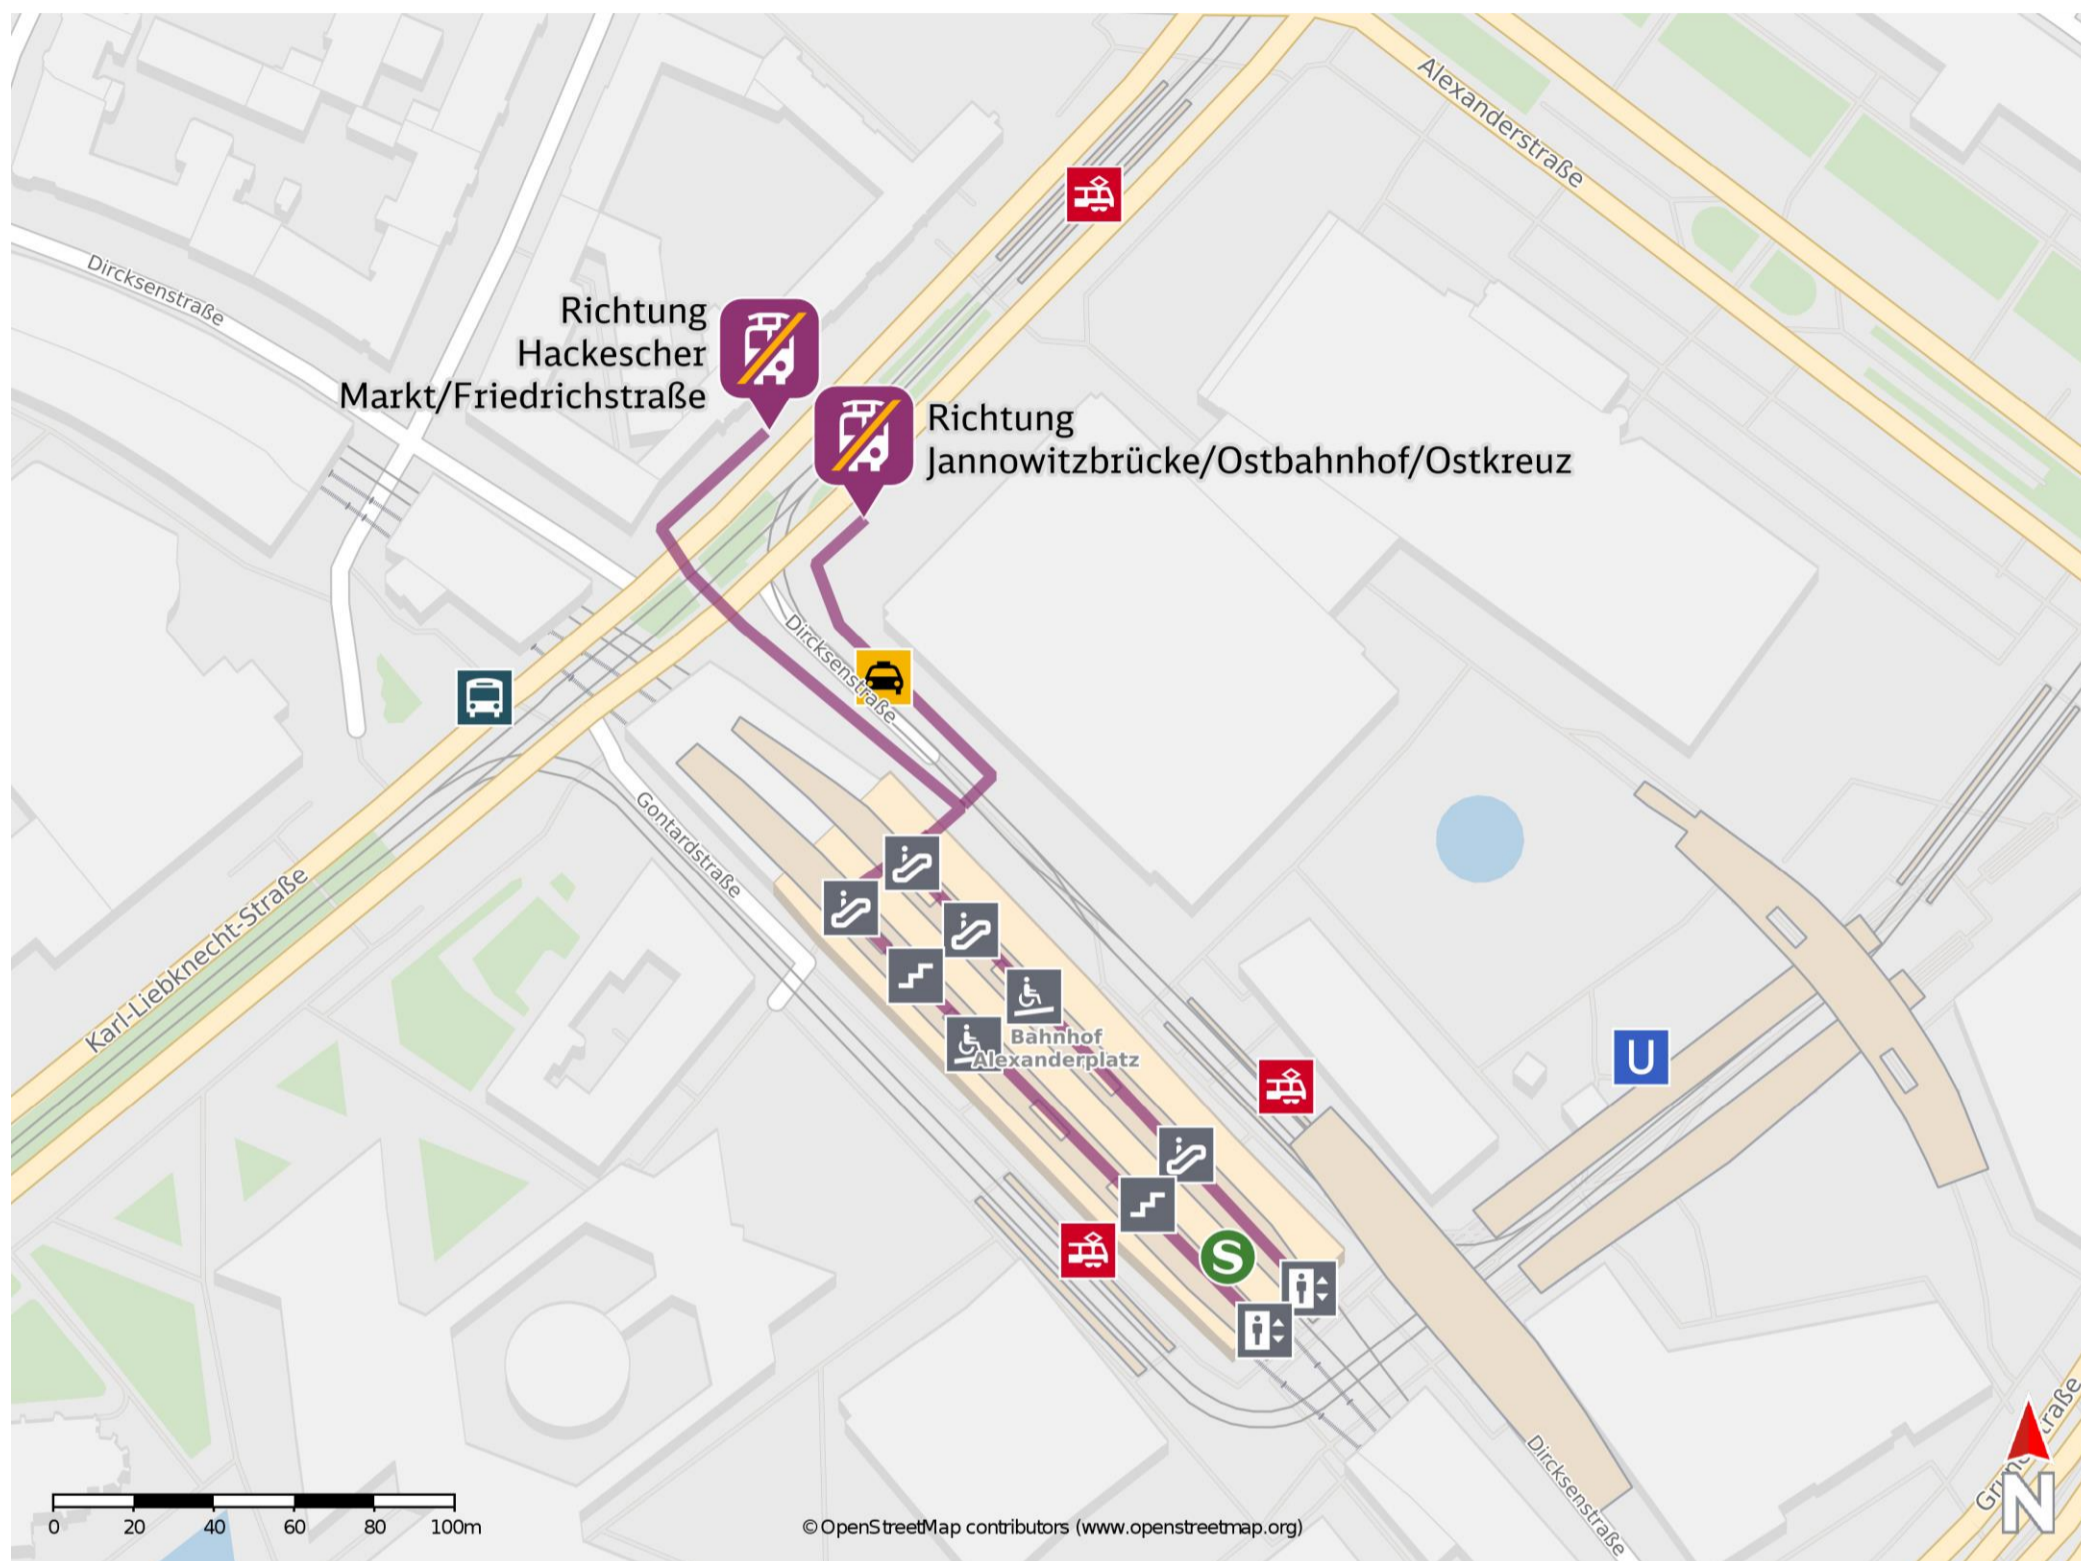 Alexanderstraße
Dircksenstraße
Richtung
Hackescher
Markt/Friedrichstraße
Richtung
Jannowitzbrücke/Ostbahnhof/Ostkreuz
Dircksenstraße
Gontardstraße
Karl-Liebknecht-Straße
Bahnhof
Alexanderplatz
U
S
Dircksenstraße
N
0 20 40 60 80 100m
© OpenStreetMap contributors (www.openstreetmap.org)